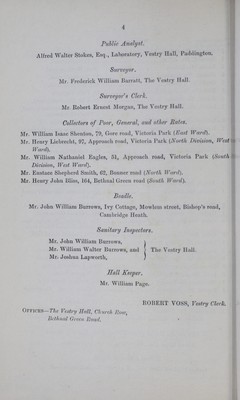 4
Public Analyst.
Alfred Walter Stokes, Esq., Laboratory, Vestry Hall, Paddington.
Surveyor.
Mr. Frederick William Barratt, The Vestry Hall.
Surveyor's Clerk.
Mr Robert Ernest Morgan, The Vestry Hall.
Collectors of Poor, General, and other Rates.
Mr. William Isaac Shenton, 79, Gore road, Victoria Park (East Ward).
Mr. Henry Liebrecht, 97, Approach road, Victoria Park (North Division, West
Ward).
Mr. William Nathaniel Eagles, 51, Approach road, Victoria Park (South
Division, West Ward).
Mr. Eustace Shepherd Smith, 62, Bonner road (North Ward).
Mr. Henry John Bliss, 164, Bethnal Green road (South Ward).
Beadle.
Mr. John William Burrows, Ivy Cottage, Mowlem street, Bishop's road,
Cambridge Heath.
Sanitary Inspectors.
Mr. John William Burrows,
Mr. William Walter Burrows, and } The Vestry Hall.
Mr. Joshua Lapworth,
Hall Keeper.
Mr. William Page.
ROBERT VOSS, Vestry Clerk.
OFFICES—The Vestry Hall, Church Row,
Bethnal Green Road.